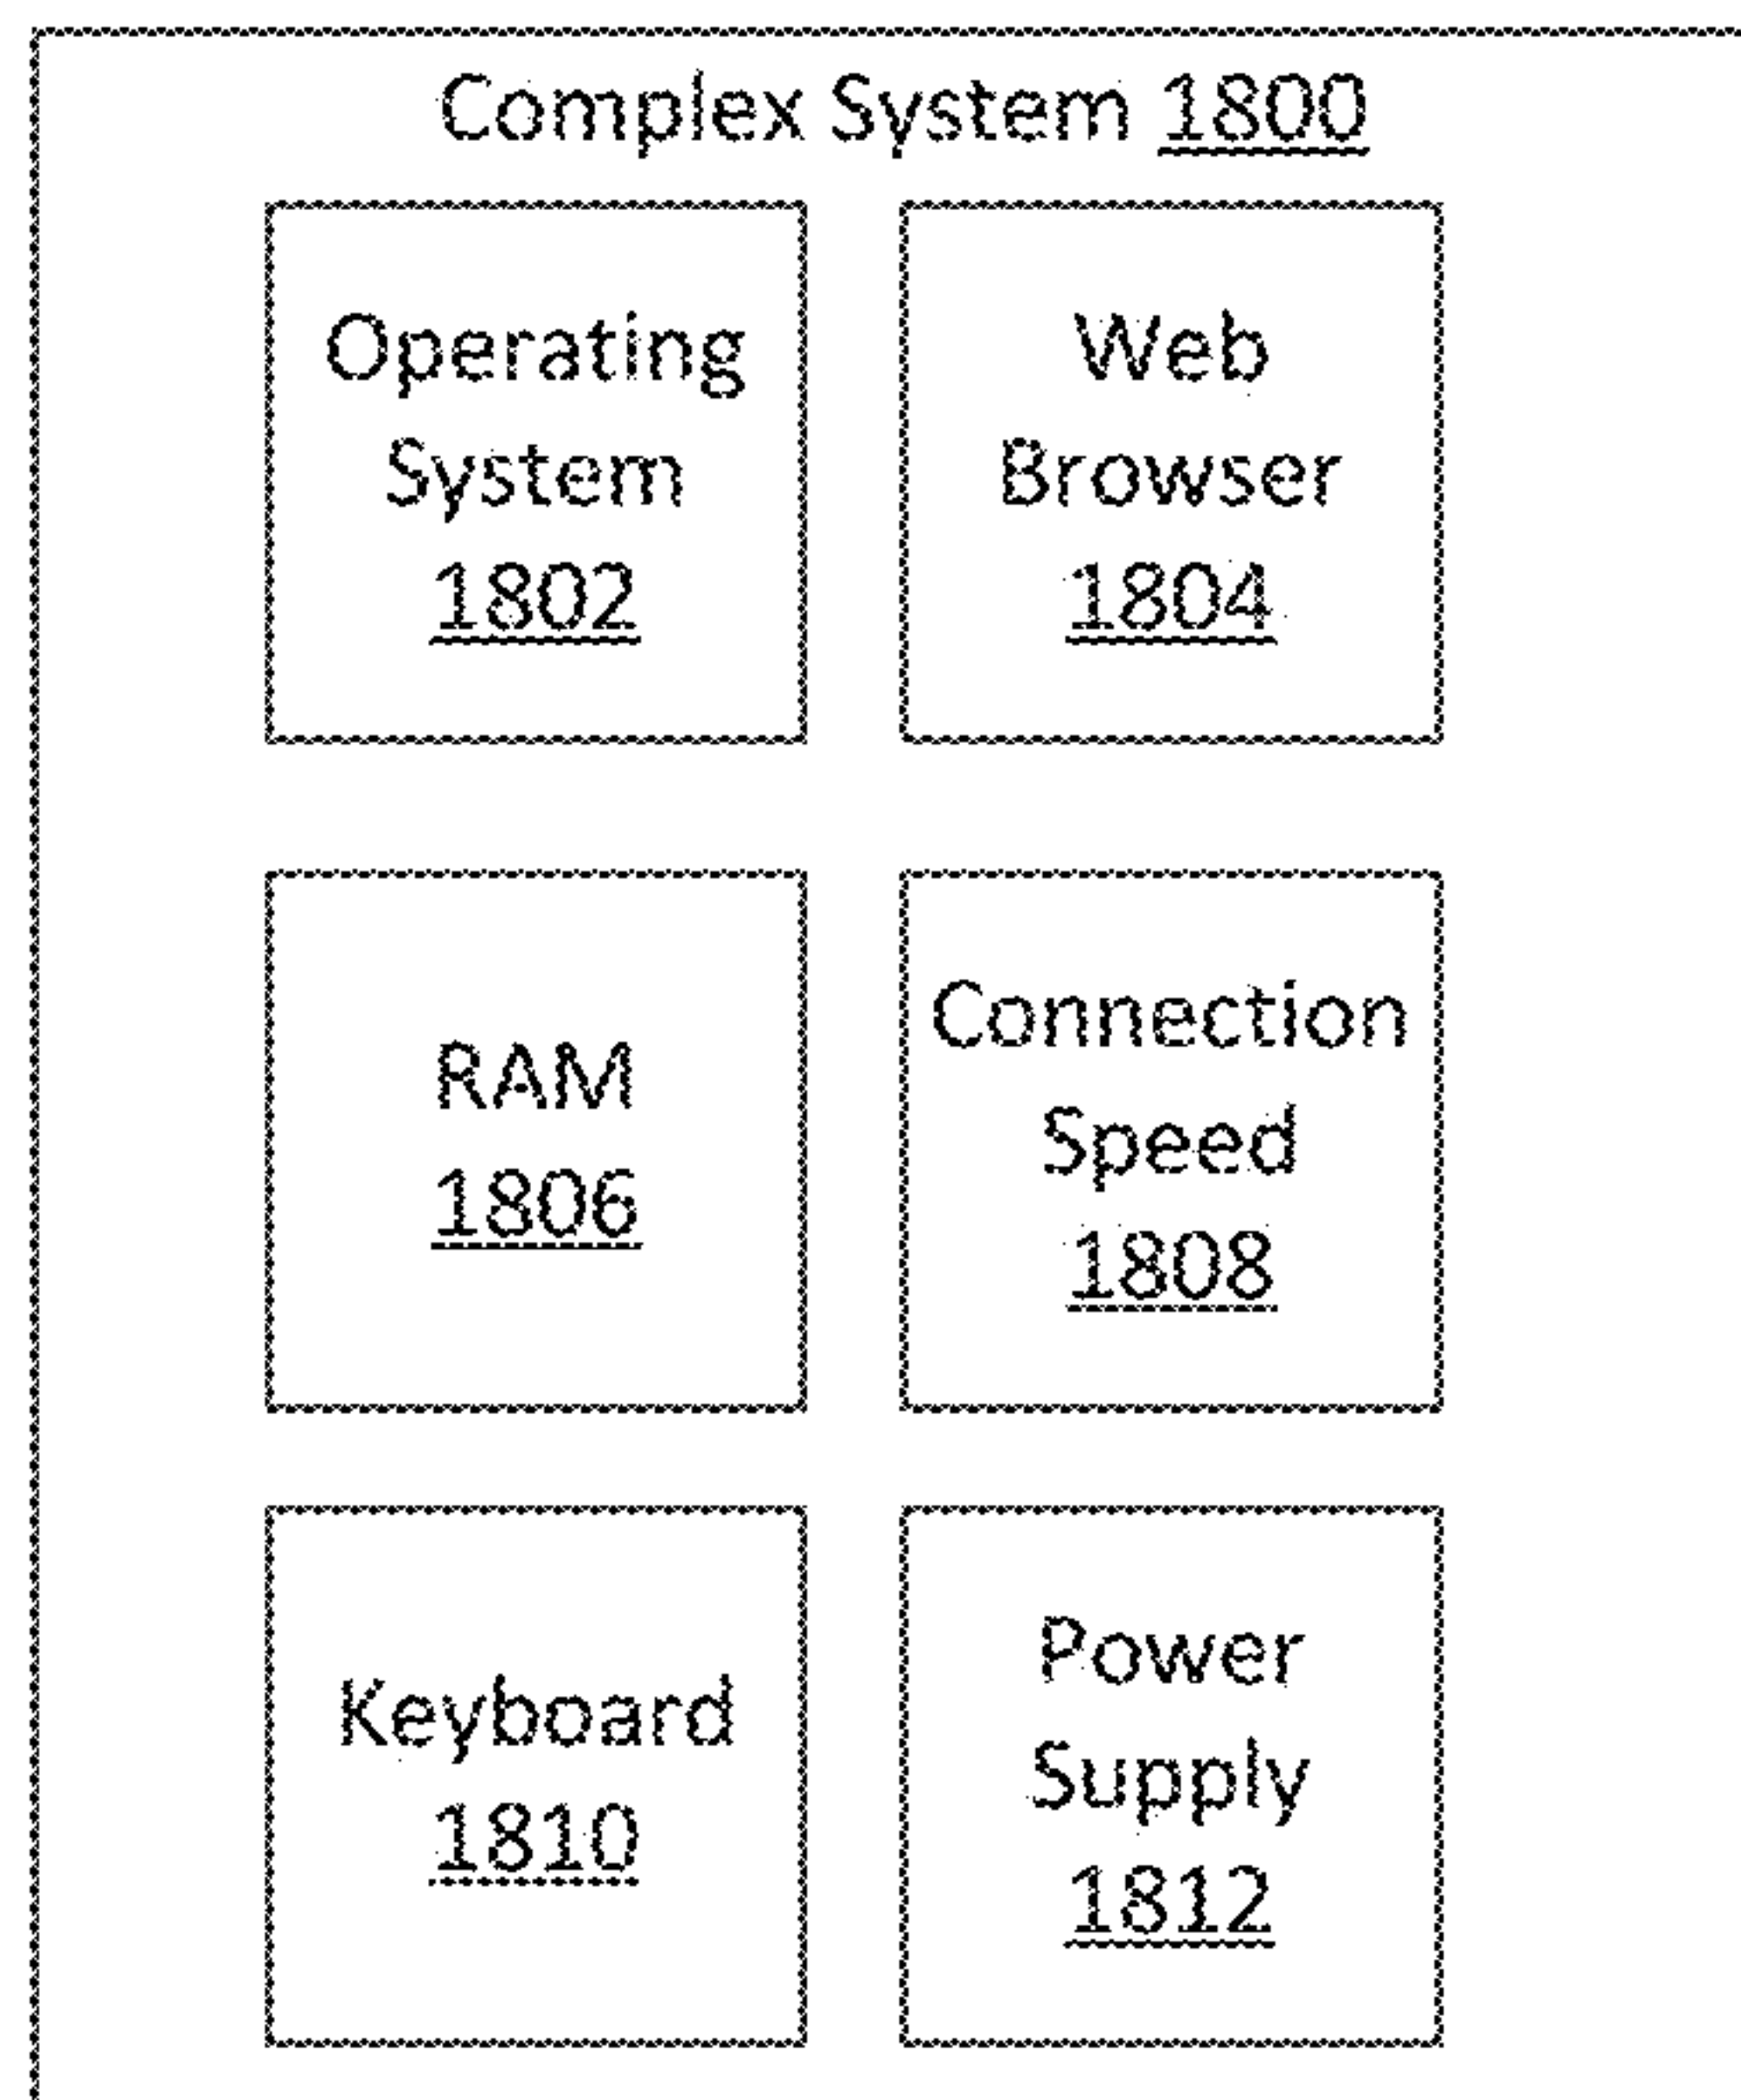 Complex System 1800
Operating
System
1802
Web
Browser
1804
RAM
1806
Connection
Speed
1808
Keyboard
1810
Power
Supply
1812